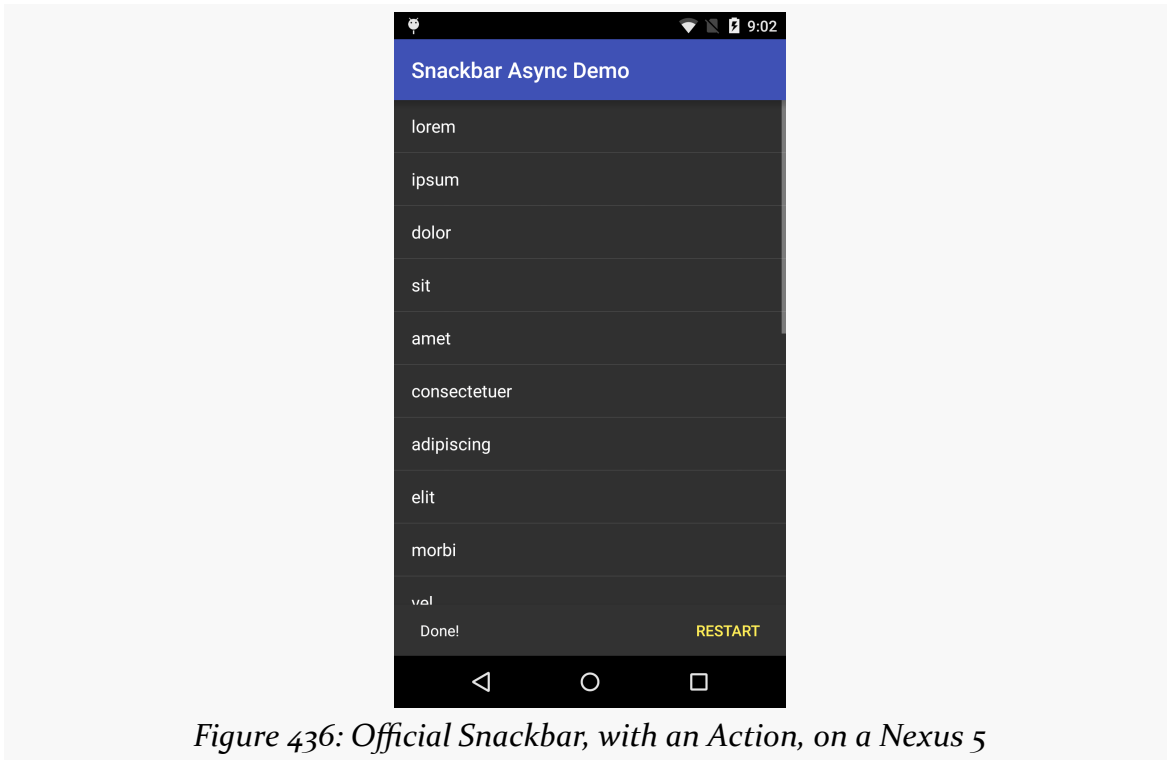 9:02
Snackbar Async Demo
lorem
ipsum
dolor
sit
amet
consectetuer
adipiscing
elit
morbi
vel
Done! RESTART
Figure 436: Official Snackbar, with an Action, on a Nexus 5